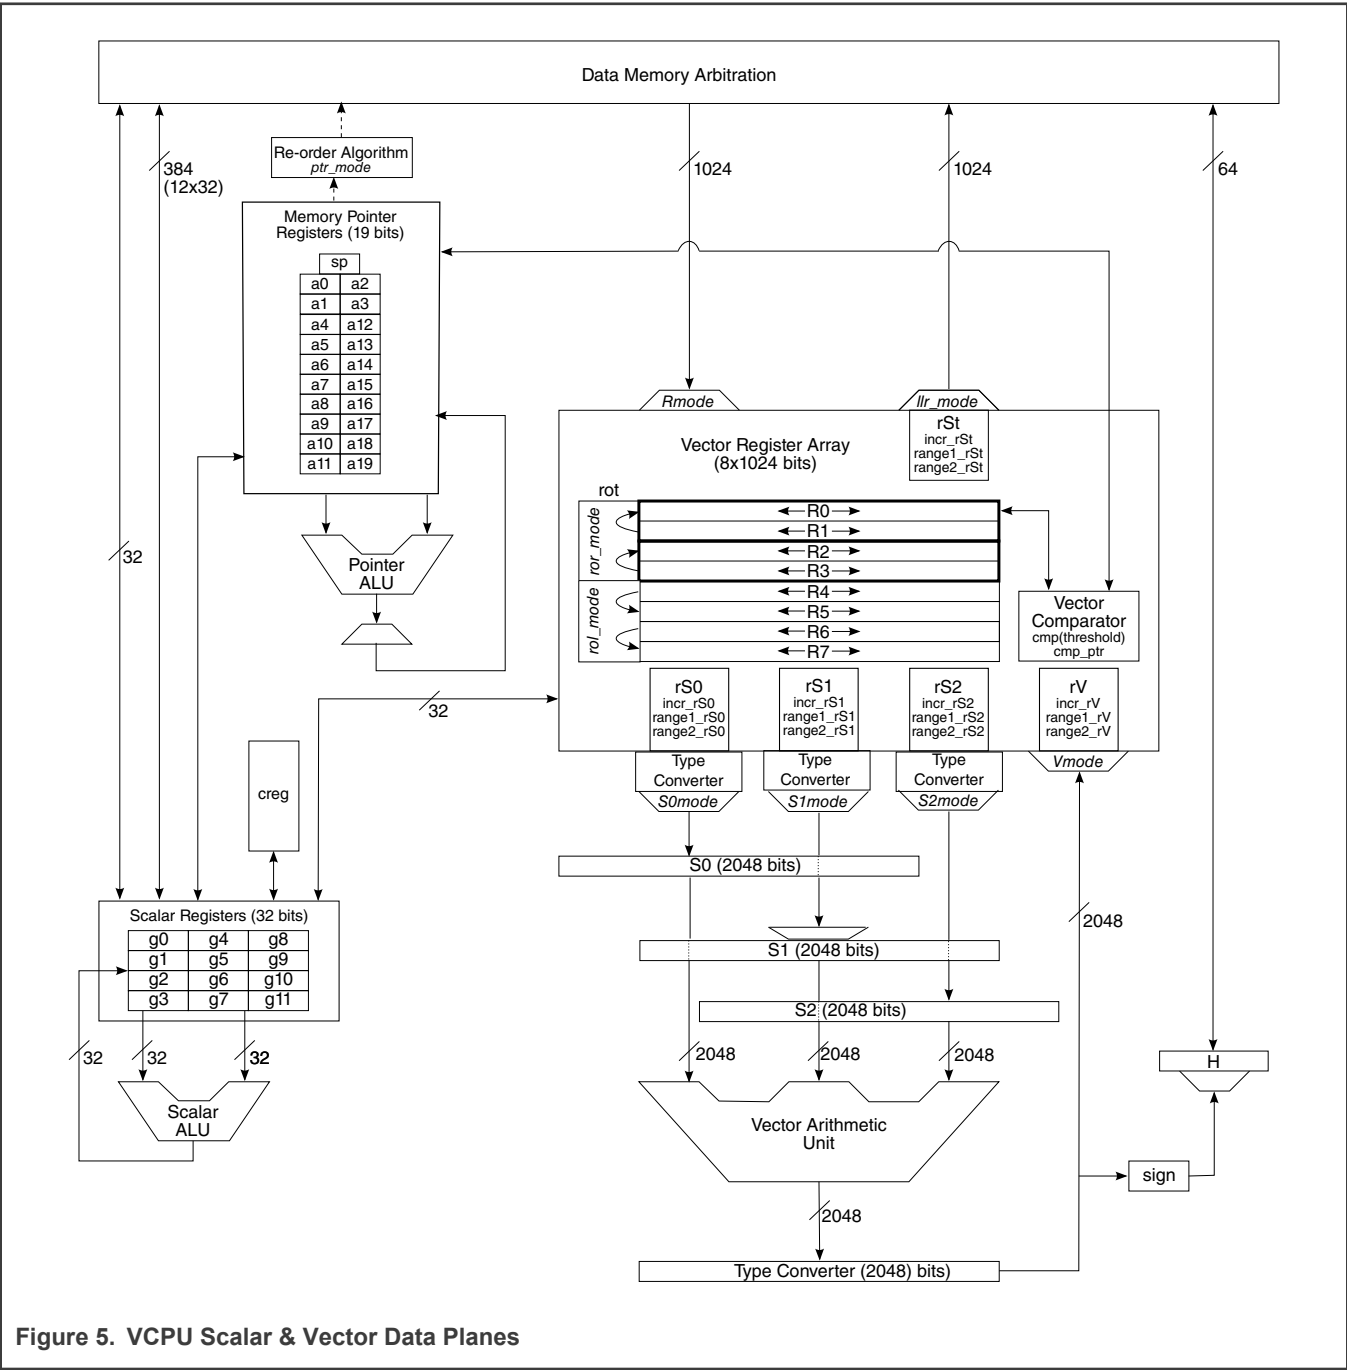 Data Memory Arbitration
Re-order Algorithm
ptr_mode
384
(12x32)
1024
1024
64
Memory Pointer
Registers (19 bits)
sp
a0 a2
a1 a3
a4 a12
a5 a13
a6 a14
a7 a15
a8 a16
a9 a17
a10 a18
a11 a19
Rmode
llr_mode
Vector Register Array
(8x1024 bits)
rSt
incr_rSt
range1_rSt
range2_rSt
rot
ror_mode
rol_mode
R0
R1
R2
R3
R4
R5
R6
R7
32
Pointer
ALU
Vector
Comparator
cmp(threshold)
cmp_ptr
rS0
incr_rS0
range1_rS0
range2_rS0
rS1
incr_rS1
range1_rS1
range2_rS1
rS2
incr_rS2
range1_rS2
range2_rS2
rV
incr_rV
range1_rV
range2_rV
32
Type
Converter
S0mode
Type
Converter
S1mode
Type
Converter
S2mode
Vmode
creg
S0 (2048 bits)
2048
Scalar Registers (32 bits)
g0 g4 g8
g1 g5 g9
g2 g6 g10
g3 g7 g11
S1 (2048 bits)
S2 (2048 bits)
32 32 32
2048 2048 2048
H
Scalar
ALU
Vector Arithmetic
Unit
sign
2048
Type Converter (2048) bits)
Figure 5. VCPU Scalar & Vector Data Planes